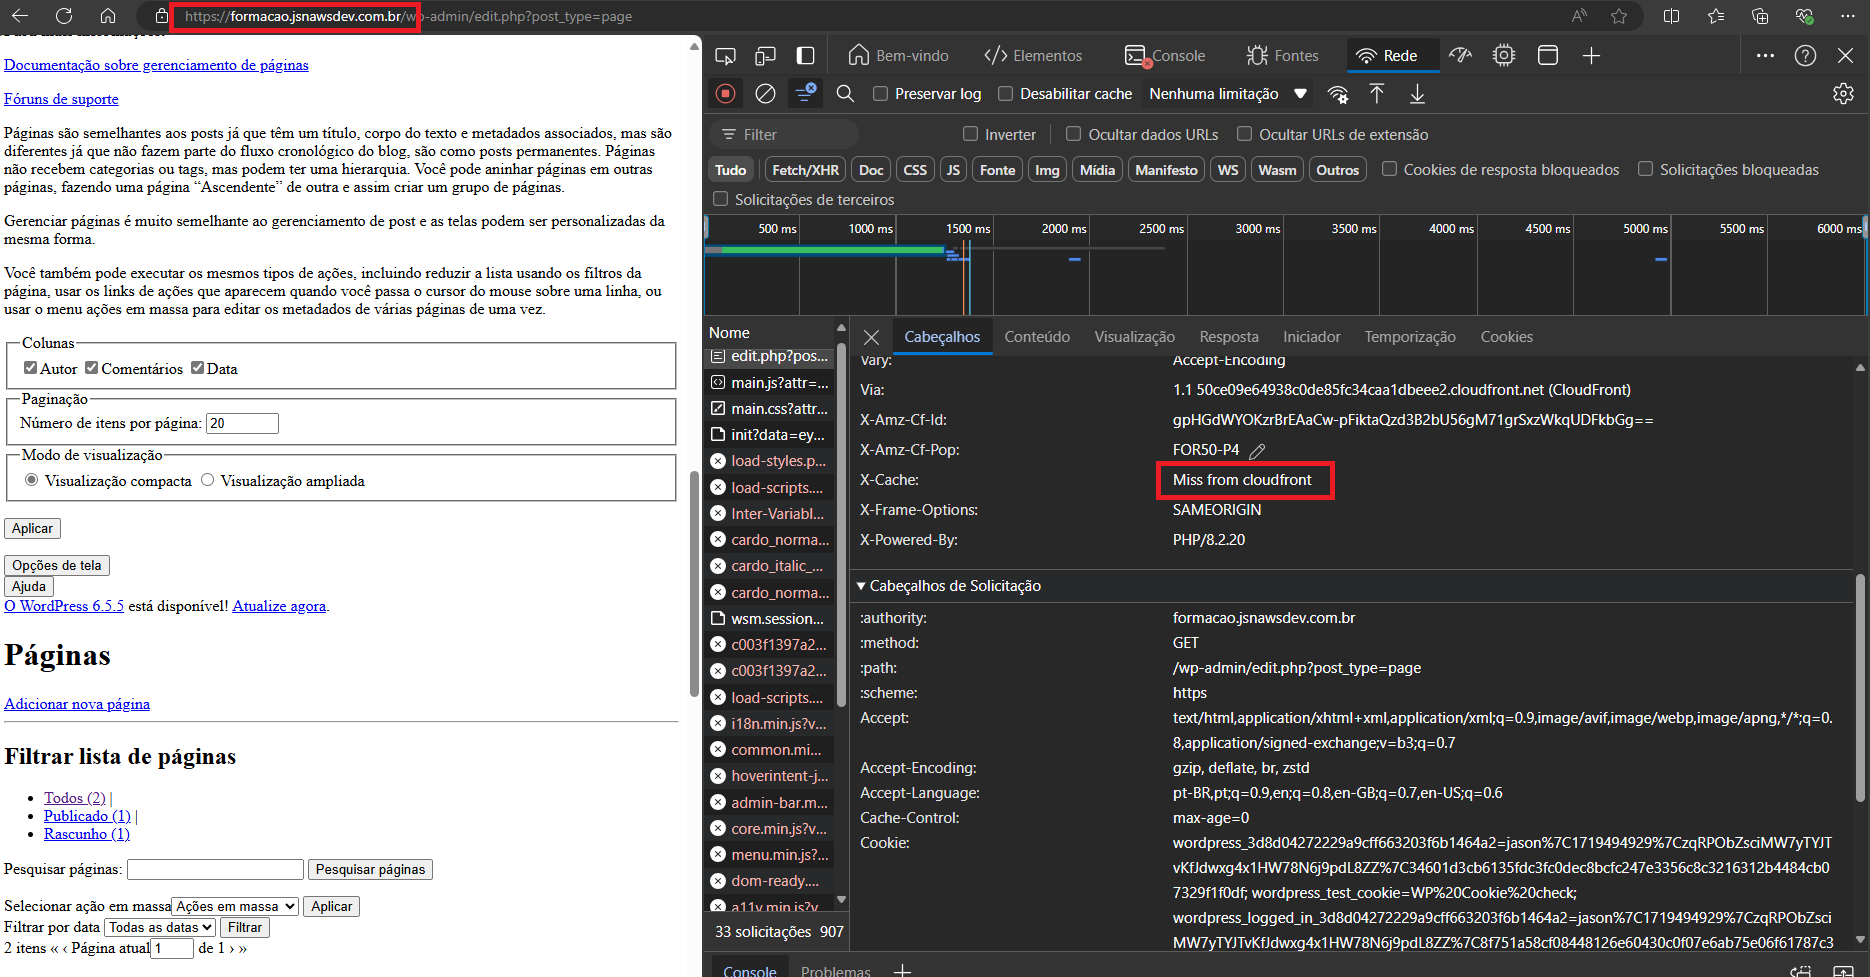 https://formacao.jsnawsdev.com.br/wp-admin/edit.php?post_type=page
Documentação sobre gerenciamento de páginas
Fóruns de suporte
Páginas são semelhantes aos posts já que têm um título, corpo do texto e metadados associados, mas são
diferentes já que não fazem parte do fluxo cronológico do blog, são como posts permanentes. Páginas
não recebem categorias ou tags, mas podem ter uma hierarquia. Você pode aninhar páginas em outras
páginas, fazendo uma página “Ascendente” de outra e assim criar um grupo de páginas.
Gerenciar páginas é muito semelhante ao gerenciamento de post e as telas podem ser personalizadas da
mesma forma.
Você também pode executar os mesmos tipos de ações, incluindo reduzir a lista usando os filtros da
página, usar os links de ações que aparecem quando você passa o cursor do mouse sobre uma linha, ou
usar o menu ações em massa para editar os metadados de várias páginas de uma vez.
Colunas
Autor Comentários Data
Paginação
Número de itens por página: 20
Modo de visualização
Visualização compacta Visualização ampliada
Aplicar
Opções de tela
Ajuda
O WordPress 6.5.5 está disponível! Atualize agora.
Páginas
Adicionar nova página
Filtrar lista de páginas
Todos (2) |
Publicado (1) |
Rascunho (1)
Pesquisar páginas: Pesquisar páginas
Selecionar ação em massa Ações em massa Aplicar
Filtrar por data Todas as datas Filtrar
2 itens « ‹ Página atual 1 de 1 › »
Bem-vindo Elementos Console Fontes Rede
Preservar log Desabilitar cache Nenhuma limitação
Filter Inverter Ocultar dados URLs Ocultar URLs de extensão
Tudo Fetch/XHR Doc CSS JS Fonte Img Mídia Manifesto WS Wasm Outros Cookies de resposta bloqueados Solicitações bloqueadas
Solicitações de terceiros
500 ms 1000 ms 1500 ms 2000 ms 2500 ms 3000 ms 3500 ms 4000 ms 4500 ms 5000 ms 5500 ms 6000 ms
Nome
edit.php?pos...
main.js?attr=...
main.css?attr...
init?data=ey...
load-styles.p...
load-scripts....
Inter-Variabl...
cardo_norma...
cardo_italic_...
cardo_norma...
wsm.session...
c003f1397a2...
c003f1397a2...
load-scripts....
i18n.min.js?v...
common.mi...
hoverintent-j...
admin-bar.m...
core.min.js?v...
menu.min.js?...
dom-ready....
a11y.min.js?v
33 solicitações 907
Cabeçalhos Conteúdo Visualização Resposta Iniciador Temporização Cookies
Vary: Accept-Encoding
Via: 1.1 50ce09e64938c0de85fc34caa1dbeee2.cloudfront.net (CloudFront)
X-Amz-Cf-Id: gpHGdWYOKzrBrEAaCw-pFiktaQzd3B2bU56gM71grSxzWkqUDFkbGg==
X-Amz-Cf-Pop: FOR50-P4
X-Cache: Miss from cloudfront
X-Frame-Options: SAMEORIGIN
X-Powered-By: PHP/8.2.20
Cabeçalhos de Solicitação
:authority: formacao.jsnawsdev.com.br
:method: GET
:path: /wp-admin/edit.php?post_type=page
:scheme: https
Accept: text/html,application/xhtml+xml,application/xml;q=0.9,image/avif,image/webp,image/apng,*/*;q=0.
8,application/signed-exchange;v=b3;q=0.7
Accept-Encoding: gzip, deflate, br, zstd
Accept-Language: pt-BR,pt;q=0.9,en;q=0.8,en-GB;q=0.7,en-US;q=0.6
Cache-Control: max-age=0
Cookie: wordpress_3d8d04272229a9cff663203f6b1464a2=jason%7C1719494929%7CzqRPObZsciMW7yTYJT
vKfJdwxg4x1HW78N6j9pdL8ZZ%7C34601d3cb6135fdc3fc0dec8bcfc247e3356c8c3216312b4484cb0
7329f1f0df; wordpress_test_cookie=WP%20Cookie%20check;
wordpress_logged_in_3d8d04272229a9cff663203f6b1464a2=jason%7C1719494929%7CzqRPObZsci
MW7yTYJTvKfJdwxg4x1HW78N6j9pdL8ZZ%7C8f751a58cf08448126e60430c0f07e6ab75e06f61787c3
Console Problemas